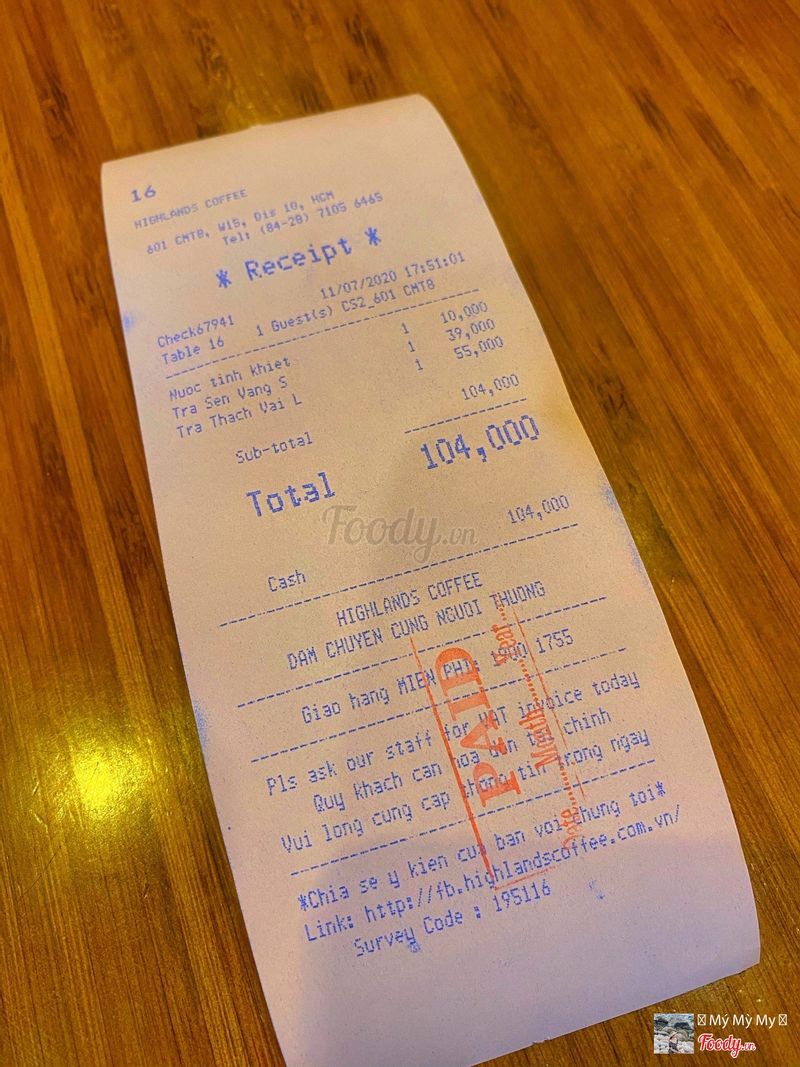 16
HIGHLANDS COFFEE
601 CMT8, W15, Dis 10, HCM
Tel: (84-28) 7105 6465
* Receipt *
11/07/2020 17:51:01
Check67941
Table 16 1 Guest(s) CS2_601 CMT8
Nuoc tinh khiet 1 10,000
Tra Sen Vang S 1 39,000
Tra Thach Vai L 1 55,000
Sub-total 104,000
Total 104,000
Cash 104,000
HIGHLANDS COFFEE
DAM CHUYEN CUNG NGUOI THUONG
Giao hang MIEN PHI: 1900 1755
Pls ask our staff for VAT invoice today
Quy khach can hoa don tai chinh
Vui long cung cap thong tin trong ngay
*Chia se y kien cua ban voi chung toi*
Link: http://fb.highlandscoffee.com.vn/
Survey Code : 195116
PAID
Foody.vn
Mý Mỳ My
Foody.vn